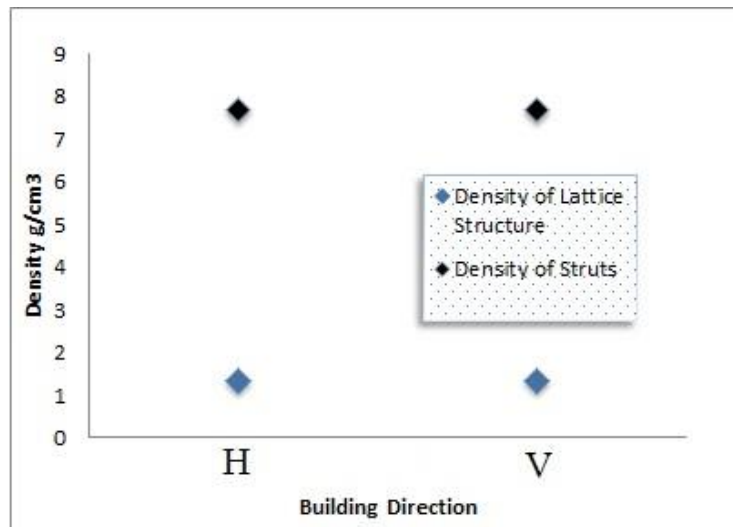 9
8
7
6
5
4
3
2
1
0
Density g/cm3
Density of Lattice
Structure
Density of Struts
H V
Building Direction